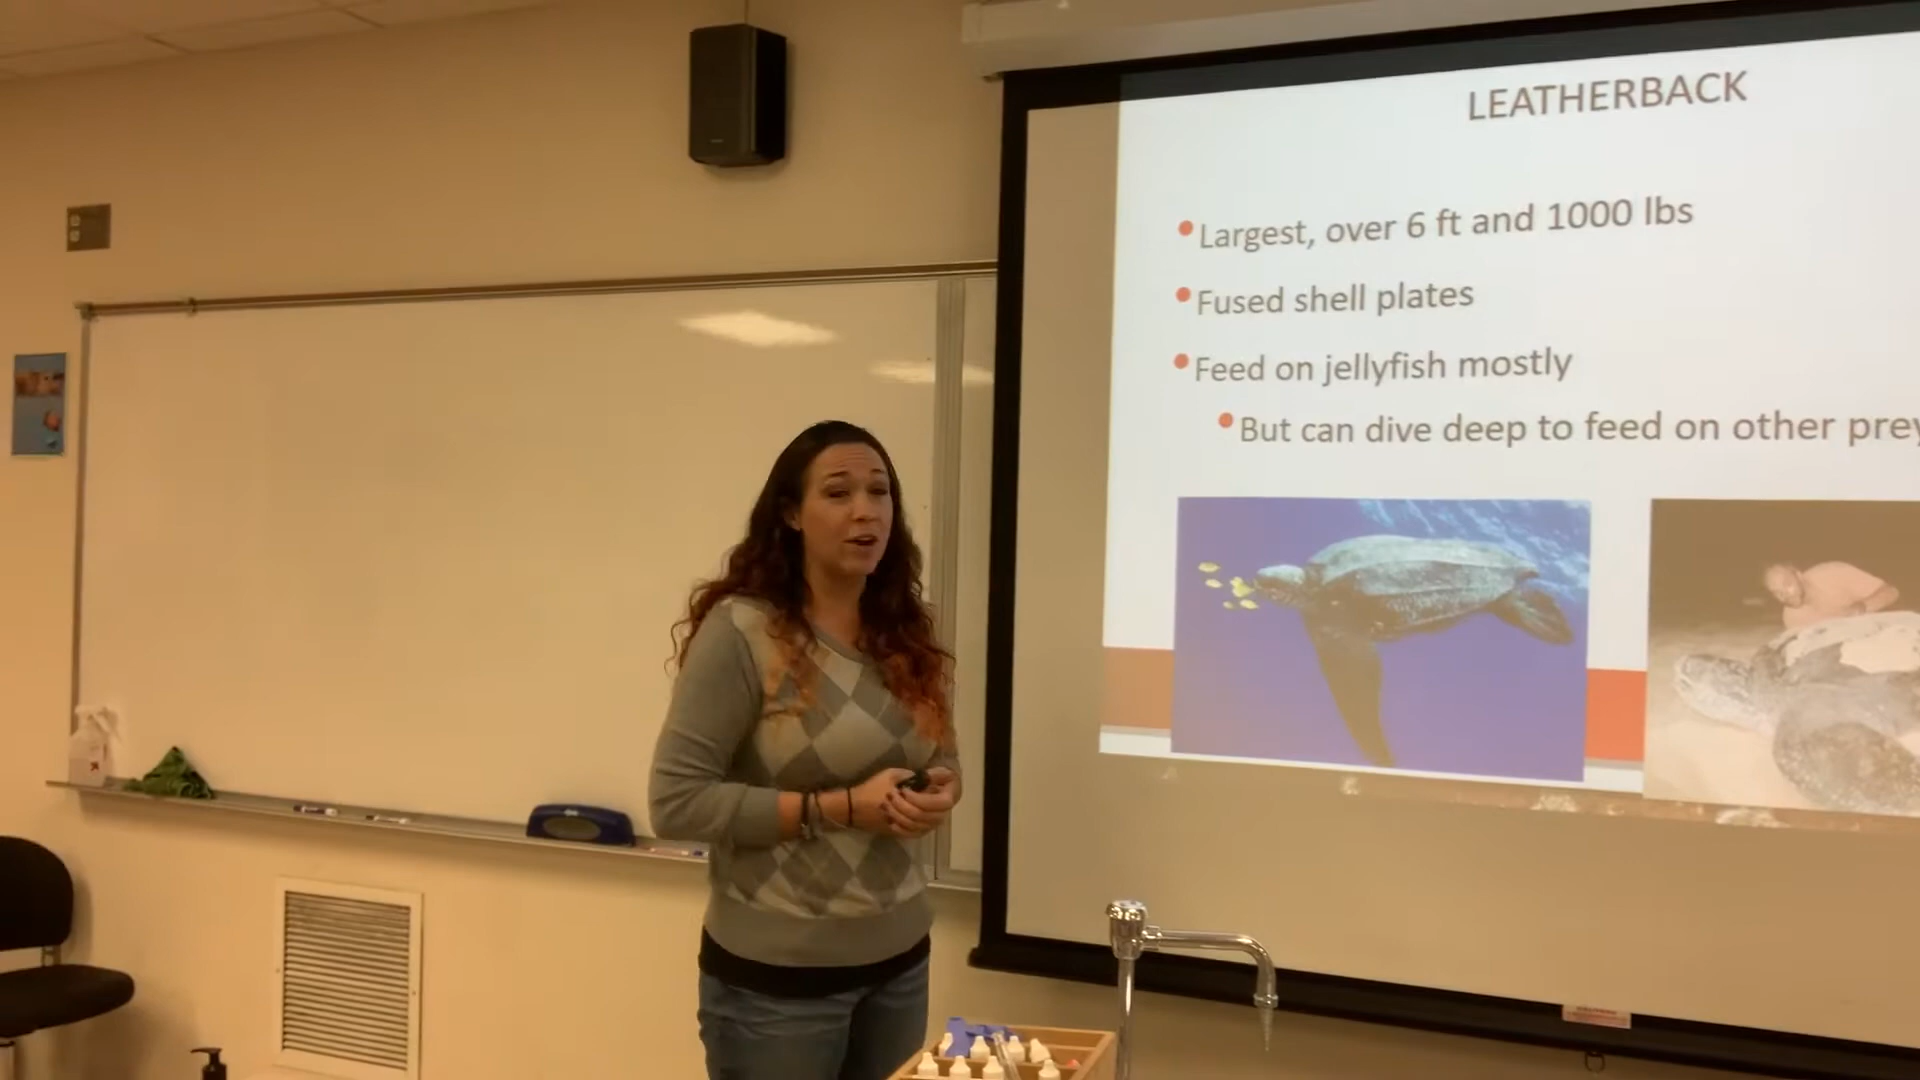 LEATHERBACK
Largest, over 6 ft and 1000 lbs
Fused shell plates
Feed on jellyfish mostly
But can dive deep to feed on other prey